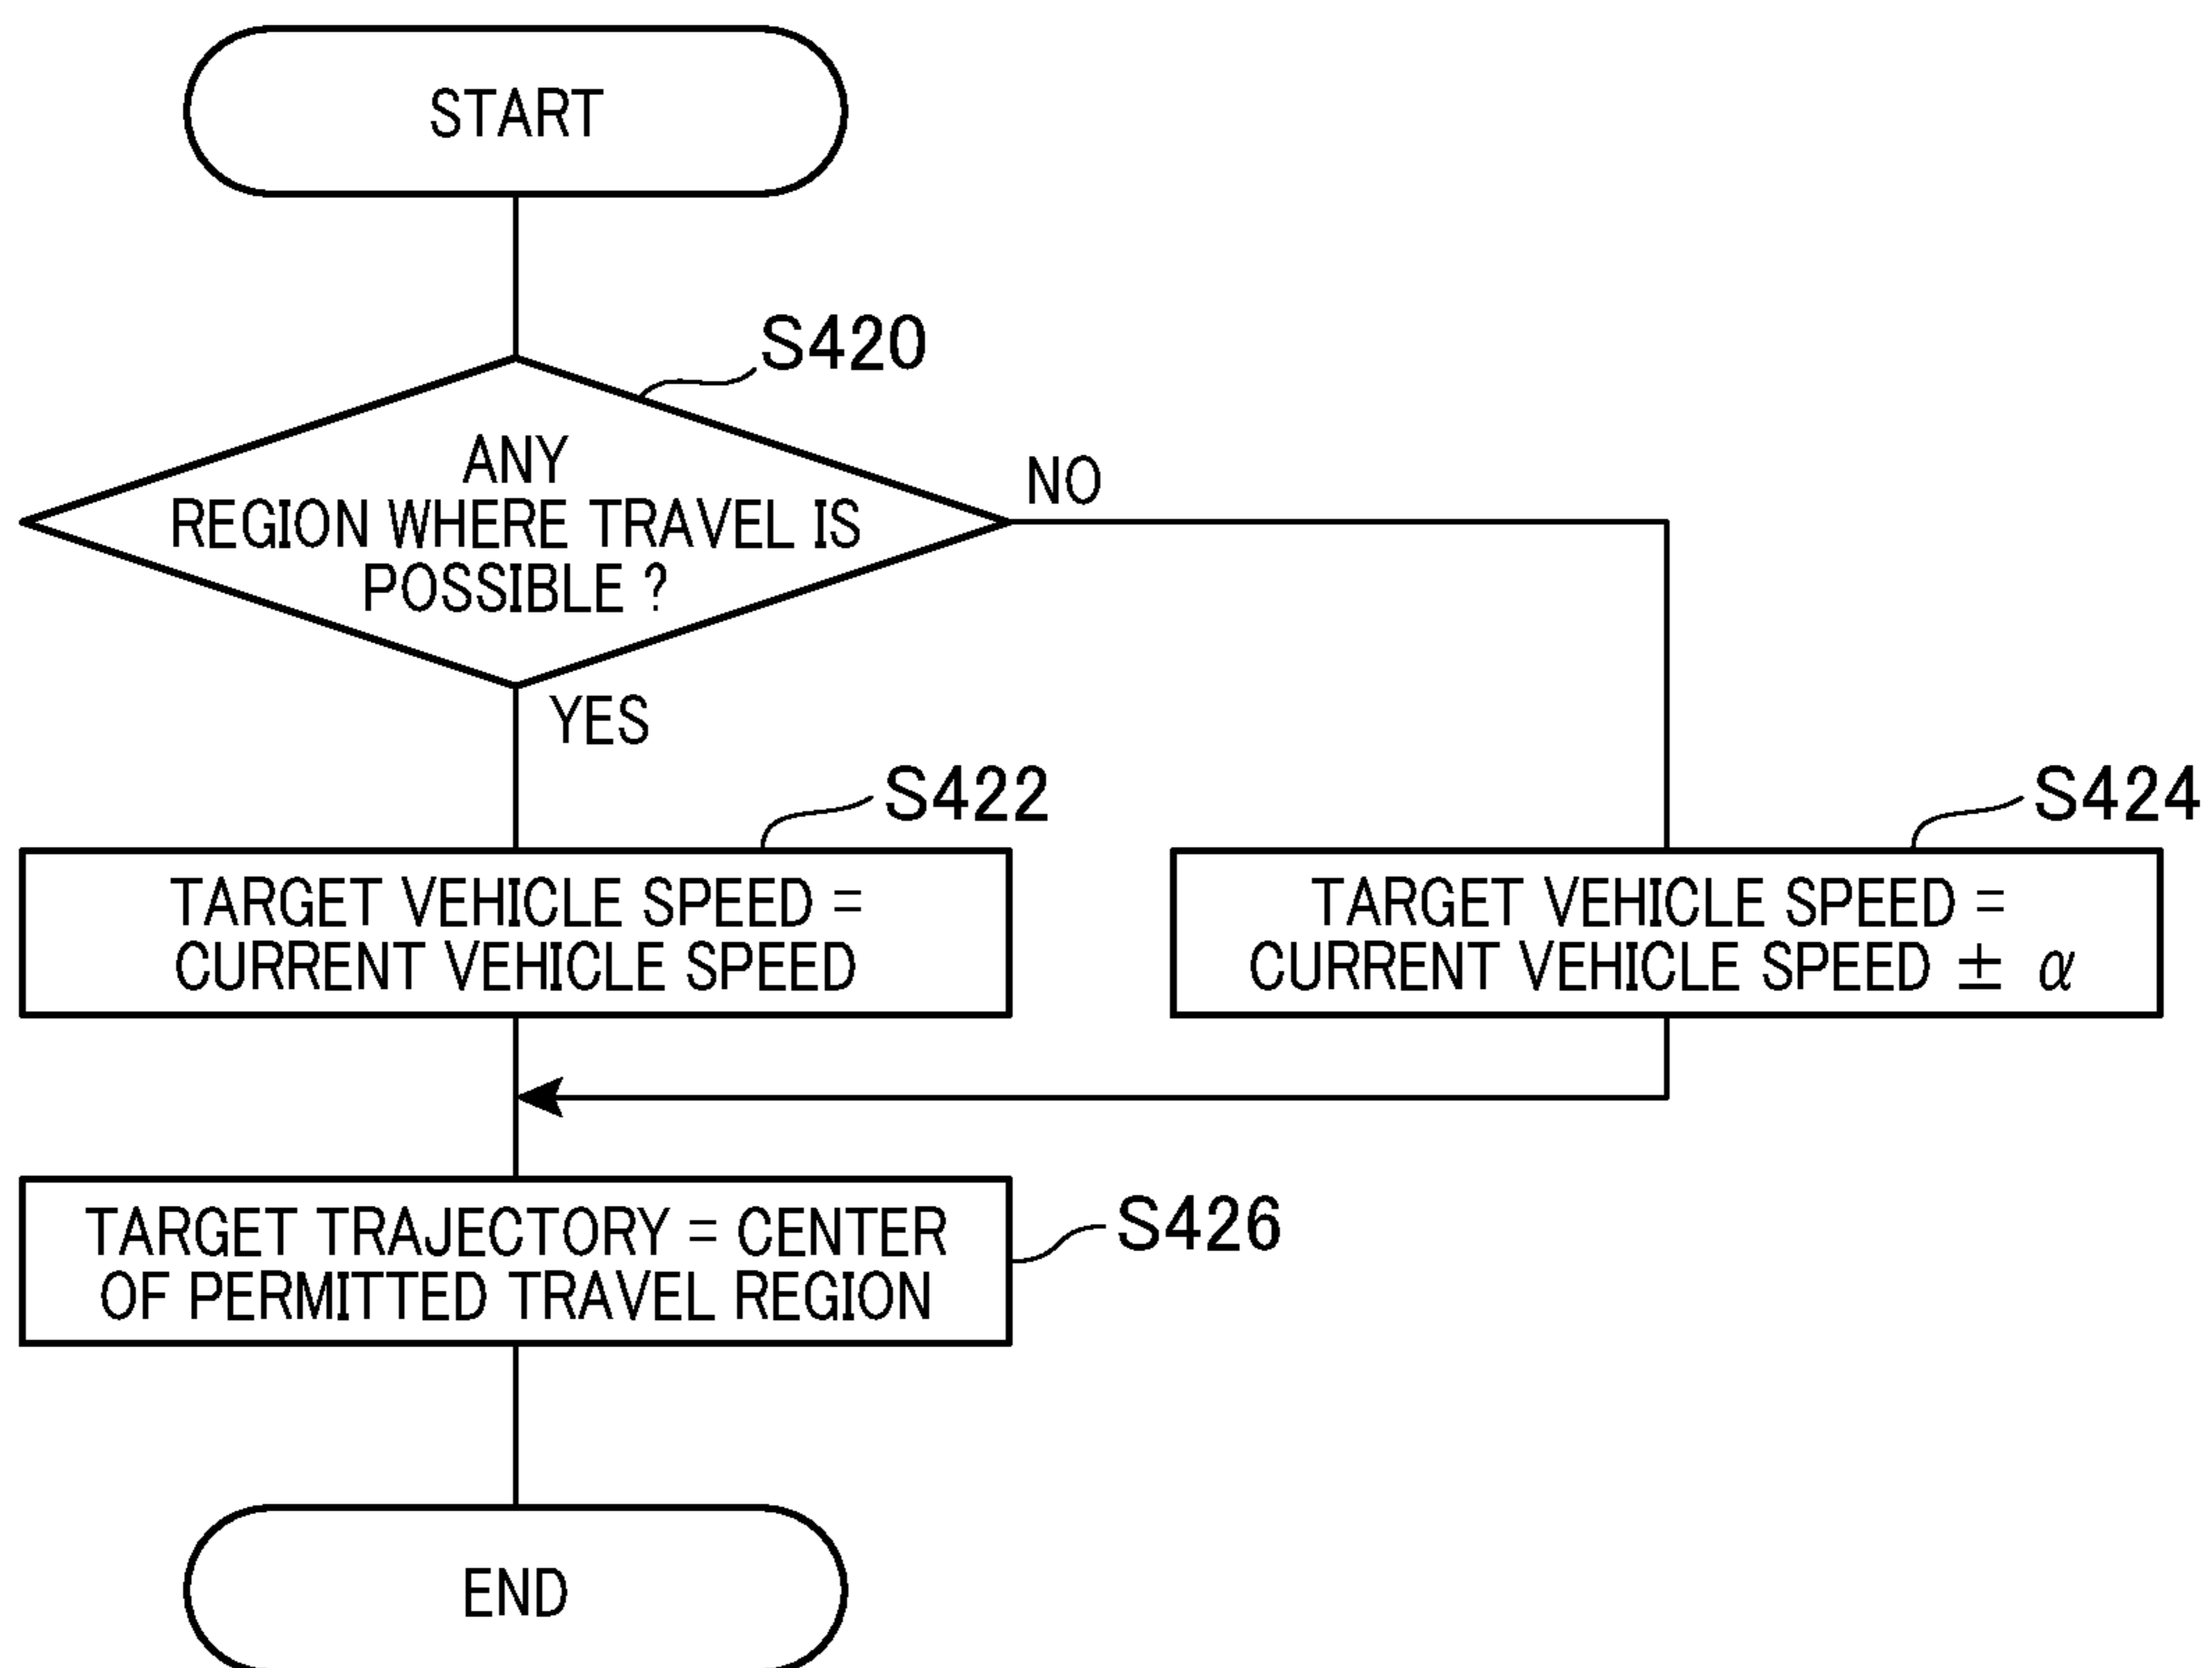 START
S420
ANY
REGION WHERE TRAVEL IS
POSSIBLE ?
NO
YES
S422
TARGET VEHICLE SPEED =
CURRENT VEHICLE SPEED
S424
TARGET VEHICLE SPEED =
CURRENT VEHICLE SPEED ± α
TARGET TRAJECTORY = CENTER
OF PERMITTED TRAVEL REGION
S426
END